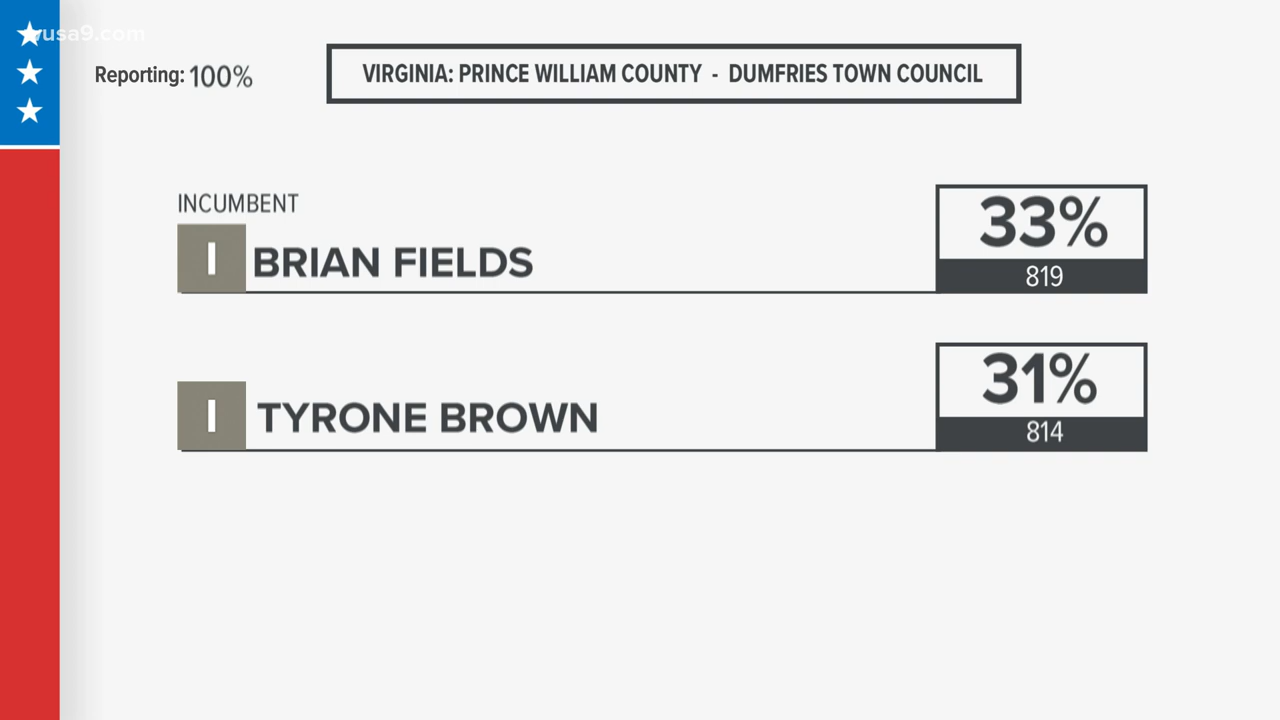 wusa9.com
Reporting: 100%
VIRGINIA: PRINCE WILLIAM COUNTY - DUMFRIES TOWN COUNCIL
INCUMBENT
I BRIAN FIELDS
33%
819
I TYRONE BROWN
31%
814